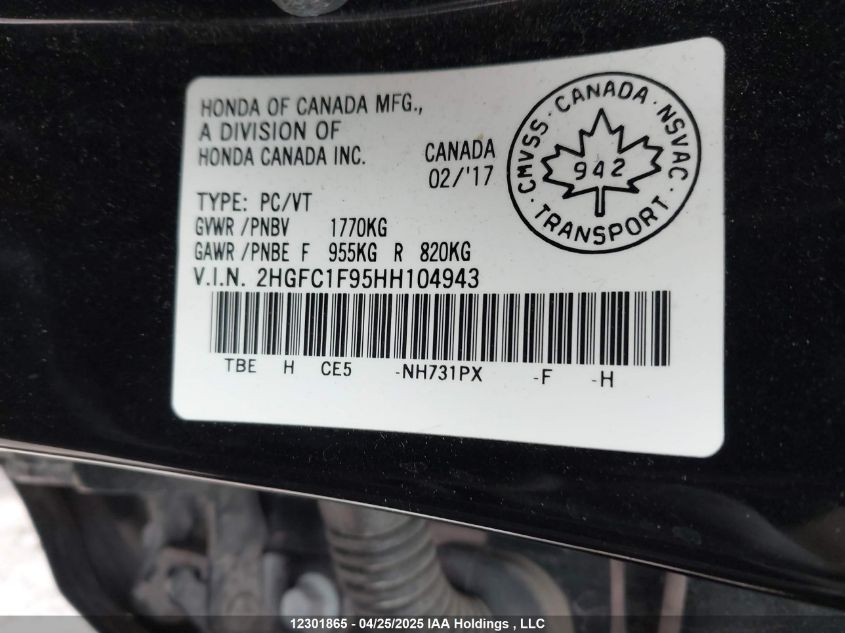 HONDA OF CANADA MFG.,
A DIVISION OF
HONDA CANADA INC.
CANADA
02/'17
TYPE: PC/VT
GVWR /PNBV 1770KG
GAWR /PNBE F 955KG R 820KG
V.I.N. 2HGFC1F95HH104943
TBE H CE5 -NH731PX -F -H
CMVSS · CANADA · NSVAC
942
· TRANSPORT ·
12301865 - 04/25/2025 IAA Holdings , LLC